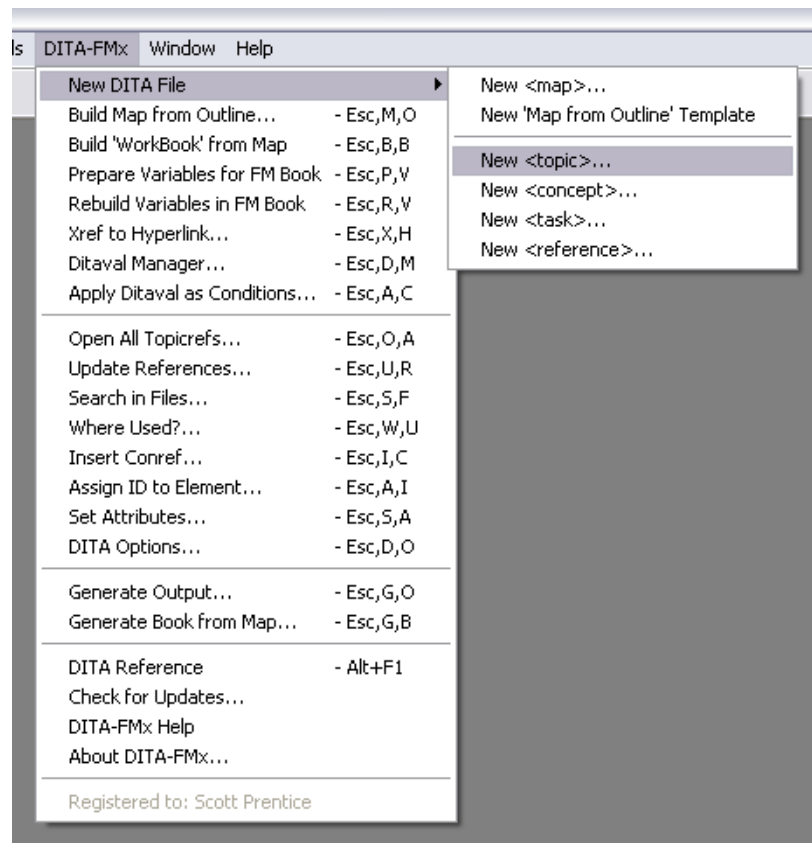 ls DITA-FMx Window Help
New DITA File
Build Map from Outline... - Esc,M,O
Build 'WorkBook' from Map - Esc,B,B
Prepare Variables for FM Book - Esc,P,V
Rebuild Variables in FM Book - Esc,R,V
Xref to Hyperlink... - Esc,X,H
Ditaval Manager... - Esc,D,M
Apply Ditaval as Conditions... - Esc,A,C
Open All Topicrefs... - Esc,O,A
Update References... - Esc,U,R
Search in Files... - Esc,S,F
Where Used?... - Esc,W,U
Insert Conref... - Esc,I,C
Assign ID to Element... - Esc,A,I
Set Attributes... - Esc,S,A
DITA Options... - Esc,D,O
Generate Output... - Esc,G,O
Generate Book from Map... - Esc,G,B
DITA Reference - Alt+F1
Check for Updates...
DITA-FMx Help
About DITA-FMx...
Registered to: Scott Prentice
New <map>...
New 'Map from Outline' Template
New <topic>...
New <concept>...
New <task>...
New <reference>...